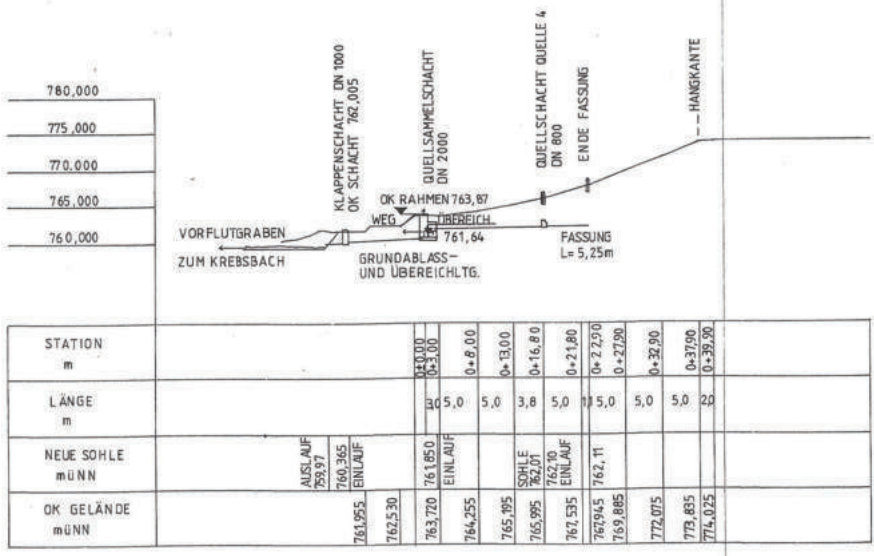 780,000
775,000
770,000
765,000
760,000
KLAPPENSCHACHT DN 1000
OK SCHACHT 762,005
QUELLSAMMELSCHACHT
DN 2000
QUELLSCHACHT QUELLE 4
DN 800
ENDE FASSUNG
HANGKANTE
OK RAHMEN 763,87
WEG
ÜBEREICH
761,64
VORFLUTGRABEN
ZUM KREBSBACH
GRUNDABLASS-
UND ÜBEREICHLTG.
FASSUNG
L= 5,25m
STATION
m
0±0,00
0+3,00
0+8,00
0+13,00
0+16,80
0+21,80
0+22,90
0+27,90
0+32,90
0+37,90
0+39,90
LÄNGE
m
3,0
5,0
5,0
3,8
5,0
1,1
5,0
5,0
5,0
2,0
NEUE SOHLE
müNN
AUSLAUF
759,97
760,365
EINLAUF
761,850
EINLAUF
SOHLE
762,01
762,10
EINLAUF
762,11
OK GELÄNDE
müNN
761,955
762,530
763,720
764,255
765,195
765,995
767,535
767,945
769,885
772,075
773,835
774,025